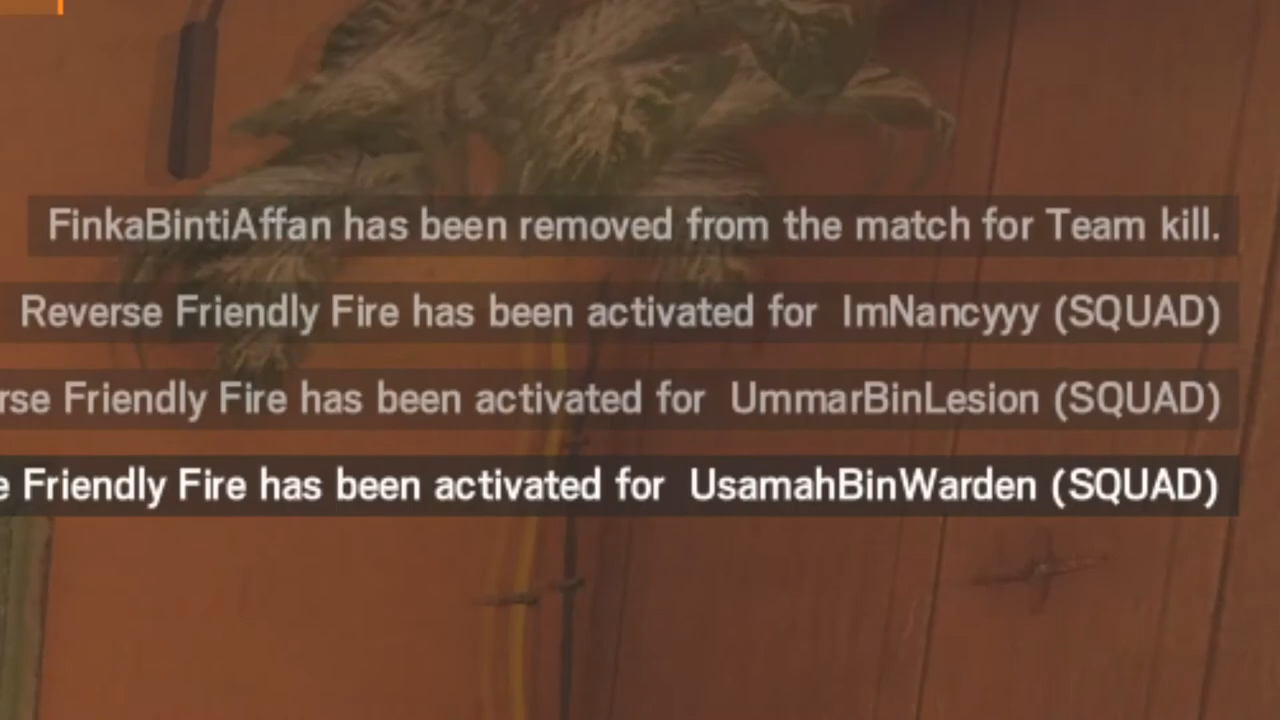 FinkaBintiAffan has been removed from the match for Team kill.
Reverse Friendly Fire has been activated for ImNancyyy (SQUAD)
rse Friendly Fire has been activated for UmmarBinLesion (SQUAD)
e Friendly Fire has been activated for UsamahBinWarden (SQUAD)